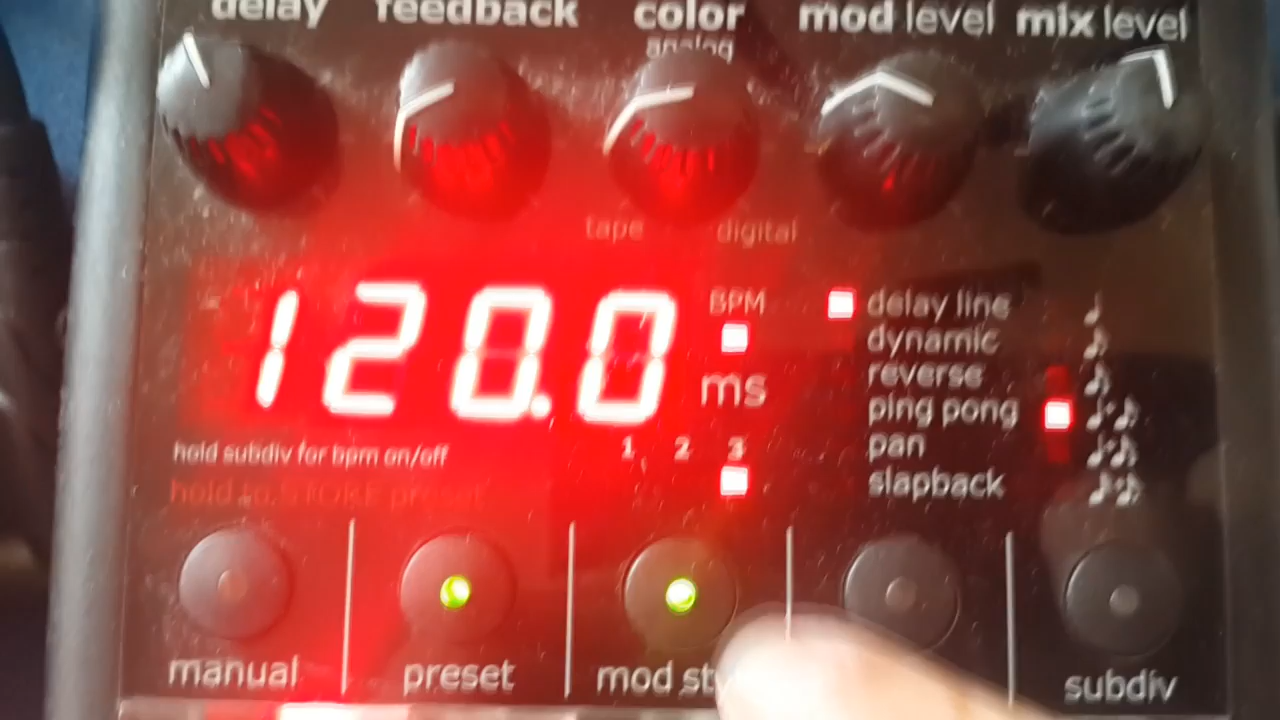 delay feedback color mod level mix level
analog
tape digital
120.0
BPM
ms
delay line
dynamic
reverse
ping pong
pan
slapback
1 2 3
hold subdiv for bpm on/off
hold to STORE preset
manual preset mod subdiv